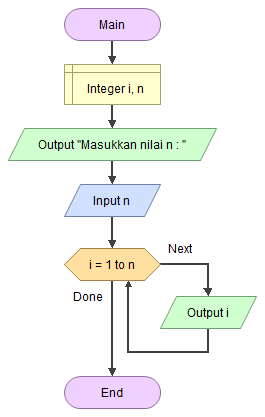 Main
Integer i, n
Output "Masukkan nilai n : "
Input n
i = 1 to n
Next
Done
Output i
End